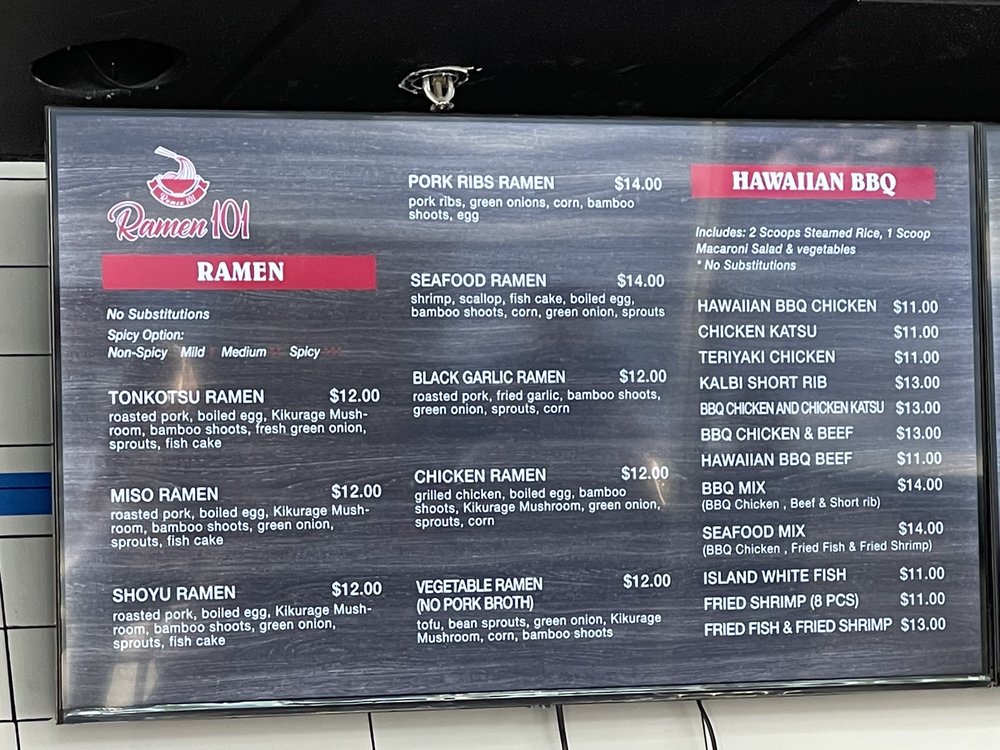 Ramen 101
Ramen 101
RAMEN
No Substitutions
Spicy Option:
Non-Spicy Mild Medium Spicy
TONKOTSU RAMEN $12.00
roasted pork, boiled egg, Kikurage Mush-
room, bamboo shoots, fresh green onion,
sprouts, fish cake
MISO RAMEN $12.00
roasted pork, boiled egg, Kikurage Mush-
room, bamboo shoots, green onion,
sprouts, fish cake
SHOYU RAMEN $12.00
roasted pork, boiled egg, Kikurage Mush-
room, bamboo shoots, green onion,
sprouts, fish cake
PORK RIBS RAMEN $14.00
pork ribs, green onions, corn, bamboo
shoots, egg
SEAFOOD RAMEN $14.00
shrimp, scallop, fish cake, boiled egg,
bamboo shoots, corn, green onion, sprouts
BLACK GARLIC RAMEN $12.00
roasted pork, fried garlic, bamboo shoots,
green onion, sprouts, corn
CHICKEN RAMEN $12.00
grilled chicken, boiled egg, bamboo
shoots, Kikurage Mushroom, green onion,
sprouts, corn
VEGETABLE RAMEN $12.00
(NO PORK BROTH)
tofu, bean sprouts, green onion, Kikurage
Mushroom, corn, bamboo shoots
HAWAIIAN BBQ
Includes: 2 Scoops Steamed Rice, 1 Scoop
Macaroni Salad & vegetables
* No Substitutions
HAWAIIAN BBQ CHICKEN $11.00
CHICKEN KATSU $11.00
TERIYAKI CHICKEN $11.00
KALBI SHORT RIB $13.00
BBQ CHICKEN AND CHICKEN KATSU $13.00
BBQ CHICKEN & BEEF $13.00
HAWAIIAN BBQ BEEF $11.00
BBQ MIX $14.00
(BBQ Chicken , Beef & Short rib)
SEAFOOD MIX $14.00
(BBQ Chicken , Fried Fish & Fried Shrimp)
ISLAND WHITE FISH $11.00
FRIED SHRIMP (8 PCS) $11.00
FRIED FISH & FRIED SHRIMP $13.00